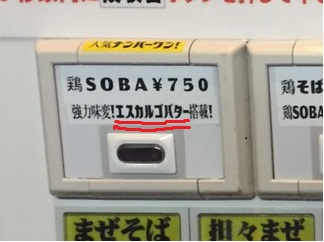 人気ナンバーワン!
鶏SOBA¥750
強力味変!エスカルゴバター搭載!
鶏そば
鶏SOBA
まぜそば
担々まぜ